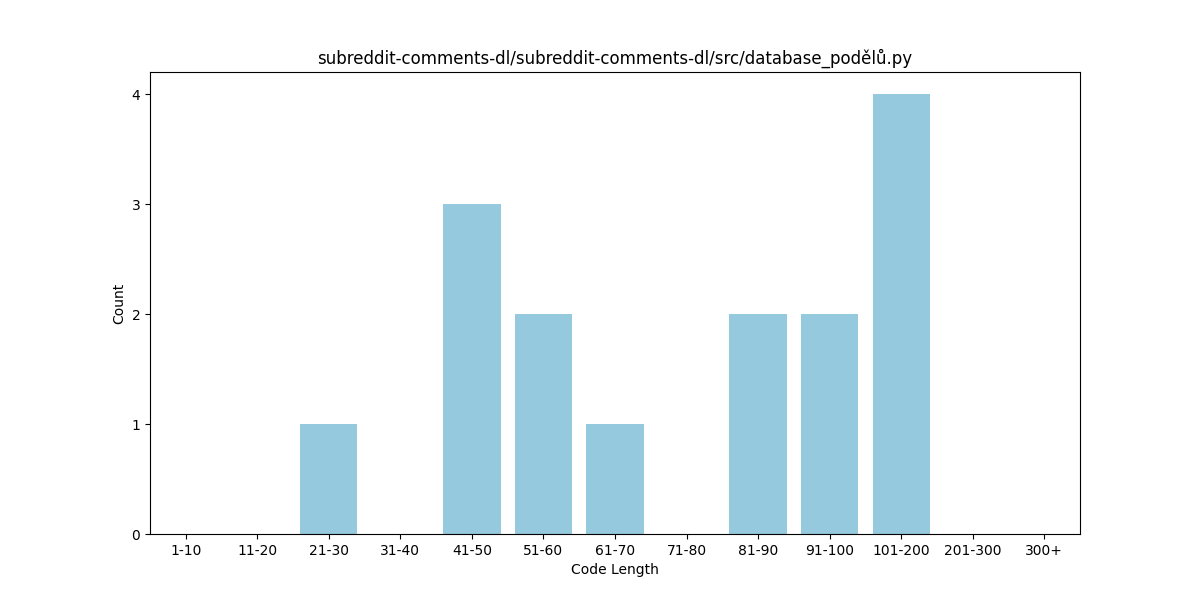 subreddit-comments-dl/subreddit-comments-dl/src/database_podělů.py
4
3
2
1
0
Count
1-10 11-20 21-30 31-40 41-50 51-60 61-70 71-80 81-90 91-100 101-200 201-300 300+
Code Length